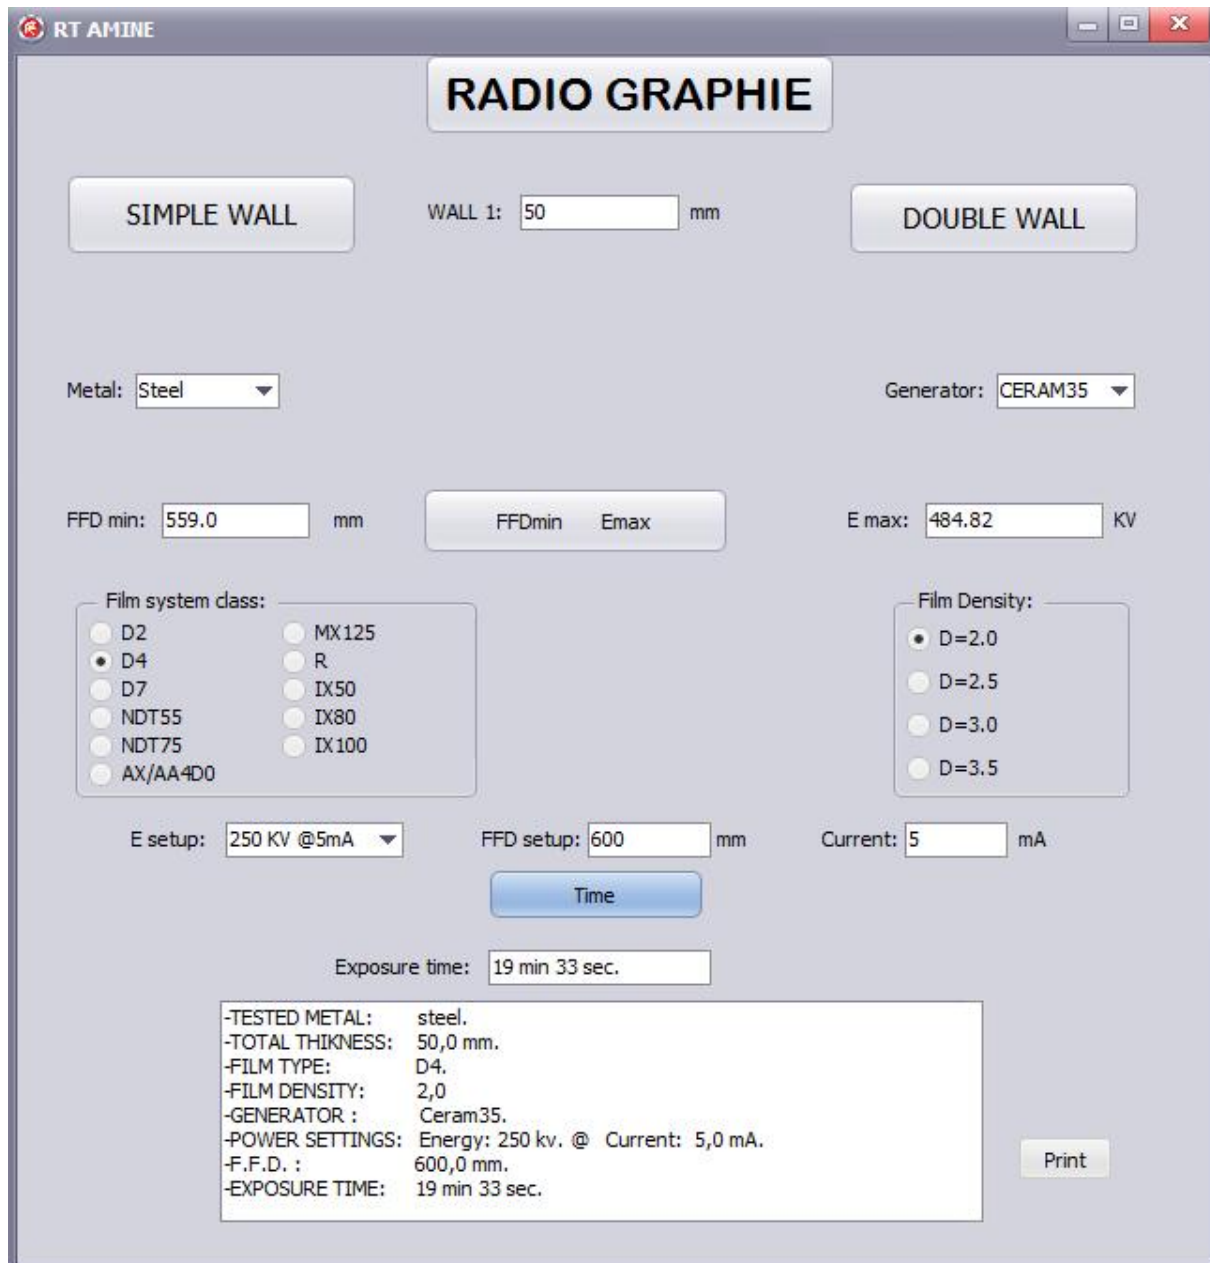 RT AMINE
RADIO GRAPHIE
SIMPLE WALL WALL 1: 50 mm DOUBLE WALL
Metal: Steel Generator: CERAM35
FFD min: 559.0 mm FFDmin Emax E max: 484.82 KV
Film system class: Film Density:
D2 MX125 D=2.0
D4 R
D7 IX50 D=2.5
NDT55 IX80 D=3.0
NDT75 IX100
AX/AA4D0 D=3.5
E setup: 250 KV @5mA FFD setup: 600 mm Current: 5 mA
Time
Exposure time: 19 min 33 sec.
-TESTED METAL: steel.
-TOTAL THIKNESS: 50,0 mm.
-FILM TYPE: D4.
-FILM DENSITY: 2,0
-GENERATOR : Ceram35.
-POWER SETTINGS: Energy: 250 kv. @ Current: 5,0 mA.
-F.F.D. : 600,0 mm.
-EXPOSURE TIME: 19 min 33 sec.
Print